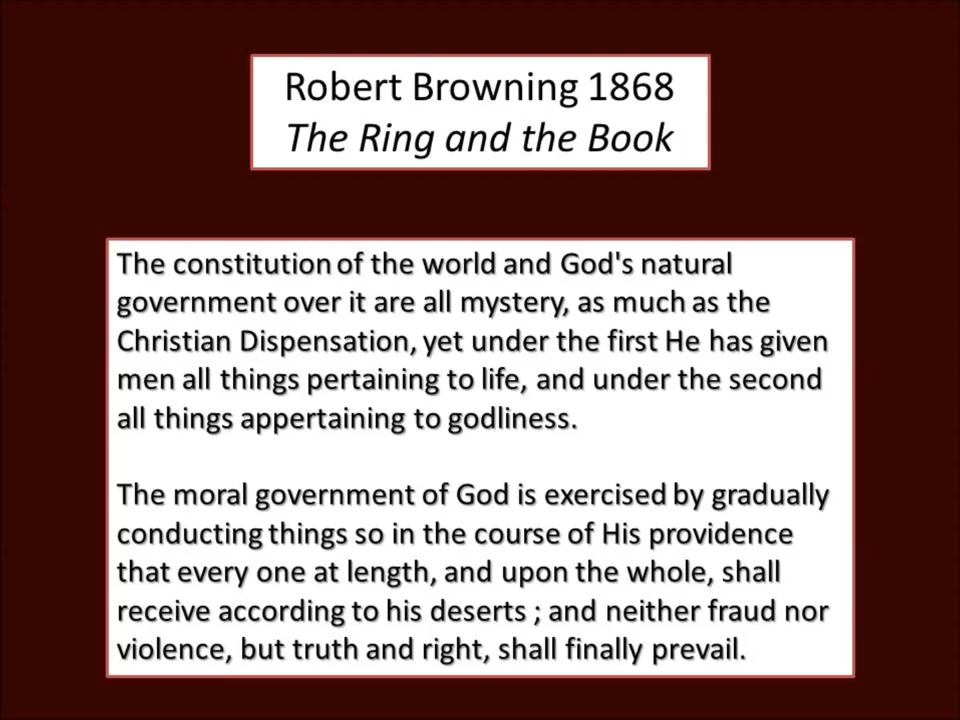 Robert Browning 1868
The Ring and the Book
The constitution of the world and God's natural
government over it are all mystery, as much as the
Christian Dispensation, yet under the first He has given
men all things pertaining to life, and under the second
all things appertaining to godliness.
The moral government of God is exercised by gradually
conducting things so in the course of His providence
that every one at length, and upon the whole, shall
receive according to his deserts ; and neither fraud nor
violence, but truth and right, shall finally prevail.